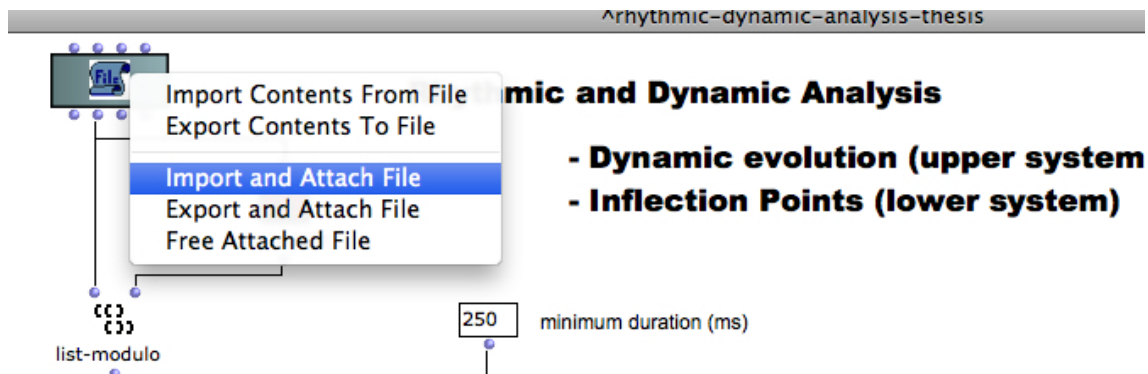 ^rhythmic-dynamic-analysis-thesis
File
Import Contents From File
Export Contents To File
Import and Attach File
Export and Attach File
Free Attached File
mic and Dynamic Analysis
- Dynamic evolution (upper system
- Inflection Points (lower system)
list-modulo
250
minimum duration (ms)